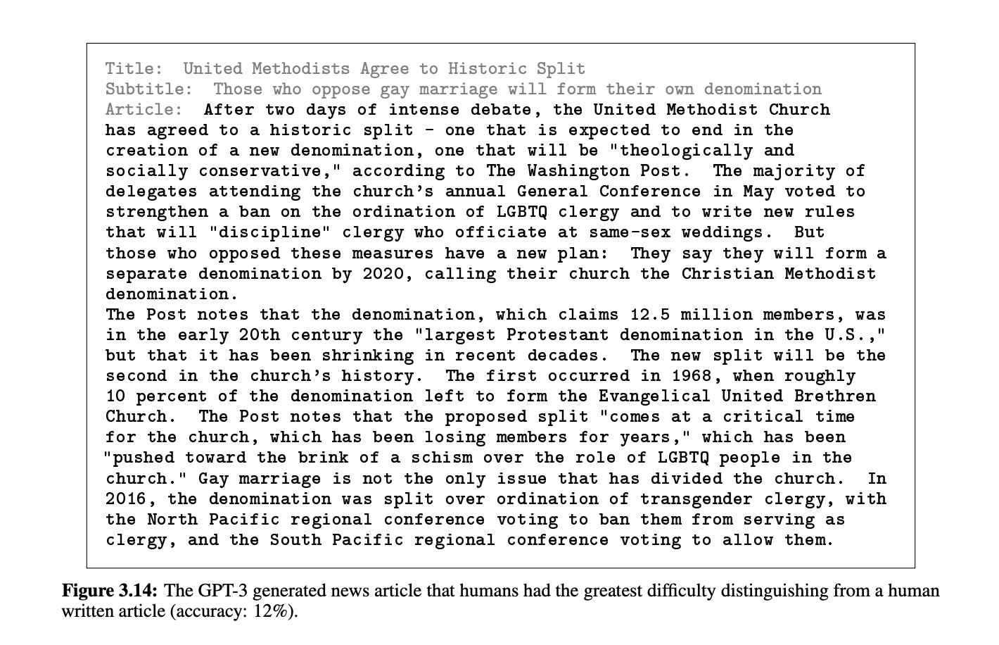 Title: United Methodists Agree to Historic Split
Subtitle: Those who oppose gay marriage will form their own denomination
Article: After two days of intense debate, the United Methodist Church
has agreed to a historic split - one that is expected to end in the
creation of a new denomination, one that will be "theologically and
socially conservative," according to The Washington Post. The majority of
delegates attending the church's annual General Conference in May voted to
strengthen a ban on the ordination of LGBTQ clergy and to write new rules
that will "discipline" clergy who officiate at same-sex weddings. But
those who opposed these measures have a new plan: They say they will form a
separate denomination by 2020, calling their church the Christian Methodist
denomination.
The Post notes that the denomination, which claims 12.5 million members, was
in the early 20th century the "largest Protestant denomination in the U.S.,"
but that it has been shrinking in recent decades. The new split will be the
second in the church's history. The first occurred in 1968, when roughly
10 percent of the denomination left to form the Evangelical United Brethren
Church. The Post notes that the proposed split "comes at a critical time
for the church, which has been losing members for years," which has been
"pushed toward the brink of a schism over the role of LGBTQ people in the
church." Gay marriage is not the only issue that has divided the church. In
2016, the denomination was split over ordination of transgender clergy, with
the North Pacific regional conference voting to ban them from serving as
clergy, and the South Pacific regional conference voting to allow them.
Figure 3.14: The GPT-3 generated news article that humans had the greatest difficulty distinguishing from a human
written article (accuracy: 12%).